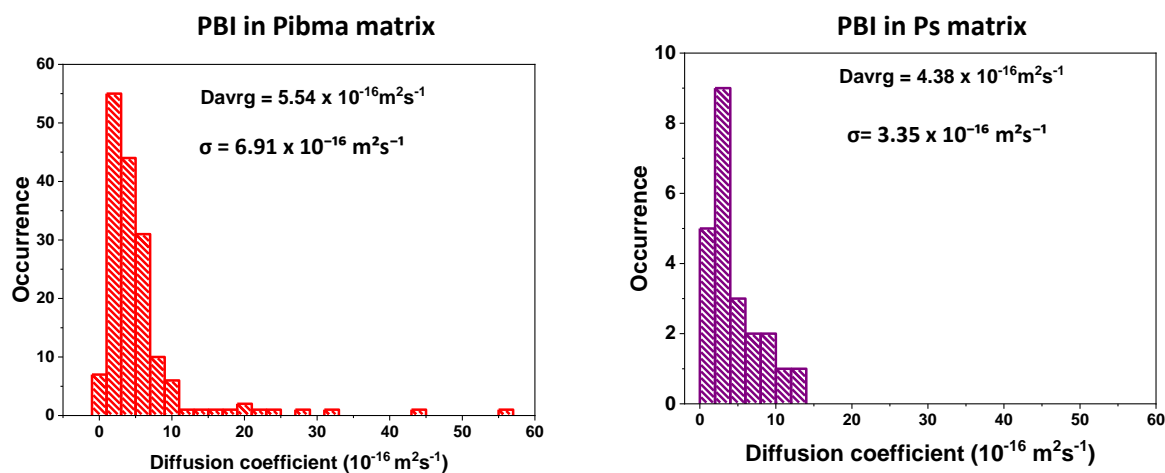 PBI in Pibma matrix
Davrg = 5.54 x 10⁻¹⁶m²s⁻¹
σ = 6.91 x 10⁻¹⁶ m²s⁻¹
Occurrence
60
50
40
30
20
10
0
0 10 20 30 40 50 60
Diffusion coefficient (10⁻¹⁶ m²s⁻¹)
PBI in Ps matrix
Davrg = 4.38 x 10⁻¹⁶m²s⁻¹
σ= 3.35 x 10⁻¹⁶ m²s⁻¹
Occurrence
10
8
6
4
2
0
0 10 20 30 40 50 60
Diffusion coefficient (10⁻¹⁶ m²s⁻¹)